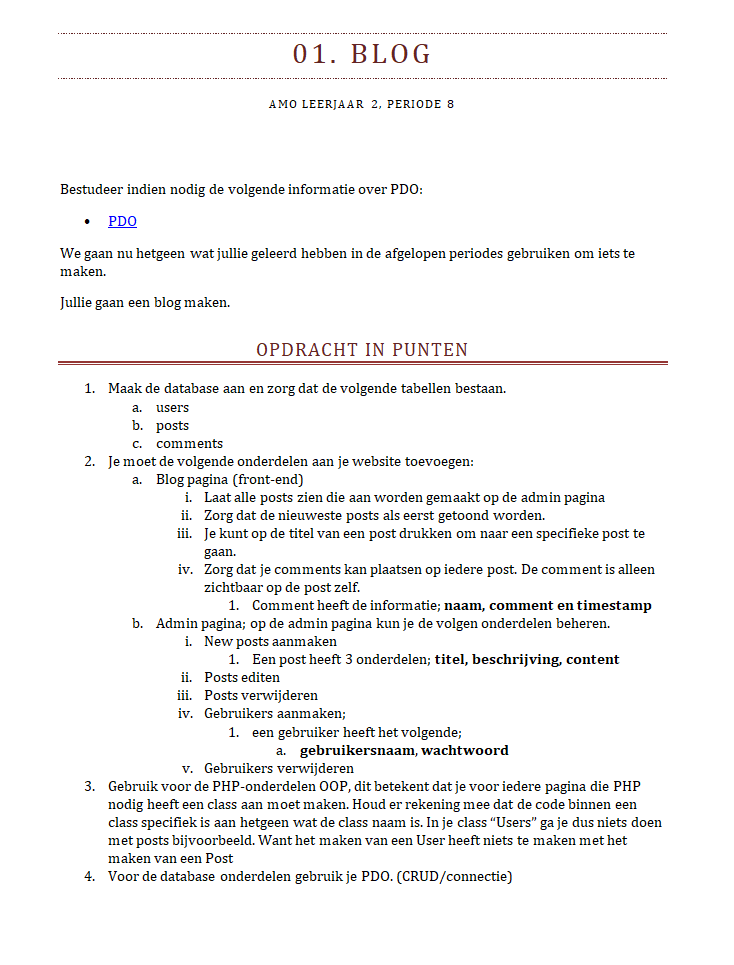 01. BLOG
AMO LEERJAAR 2, PERIODE 8
Bestudeer indien nodig de volgende informatie over PDO:
• PDO
We gaan nu hetgeen wat jullie geleerd hebben in de afgelopen periodes gebruiken om iets te
maken.
Jullie gaan een blog maken.
OPDRACHT IN PUNTEN
1. Maak de database aan en zorg dat de volgende tabellen bestaan.
a. users
b. posts
c. comments
2. Je moet de volgende onderdelen aan je website toevoegen:
a. Blog pagina (front-end)
i. Laat alle posts zien die aan worden gemaakt op de admin pagina
ii. Zorg dat de nieuweste posts als eerst getoond worden.
iii. Je kunt op de titel van een post drukken om naar een specifieke post te
gaan.
iv. Zorg dat je comments kan plaatsen op iedere post. De comment is alleen
zichtbaar op de post zelf.
1. Comment heeft de informatie; naam, comment en timestamp
b. Admin pagina; op de admin pagina kun je de volgen onderdelen beheren.
i. New posts aanmaken
1. Een post heeft 3 onderdelen; titel, beschrijving, content
ii. Posts editen
iii. Posts verwijderen
iv. Gebruikers aanmaken;
1. een gebruiker heeft het volgende;
a. gebruikersnaam, wachtwoord
v. Gebruikers verwijderen
3. Gebruik voor de PHP-onderdelen OOP, dit betekent dat je voor iedere pagina die PHP
nodig heeft een class aan moet maken. Houd er rekening mee dat de code binnen een
class specifiek is aan hetgeen wat de class naam is. In je class “Users” ga je dus niets doen
met posts bijvoorbeeld. Want het maken van een User heeft niets te maken met het
maken van een Post
4. Voor de database onderdelen gebruik je PDO. (CRUD/connectie)